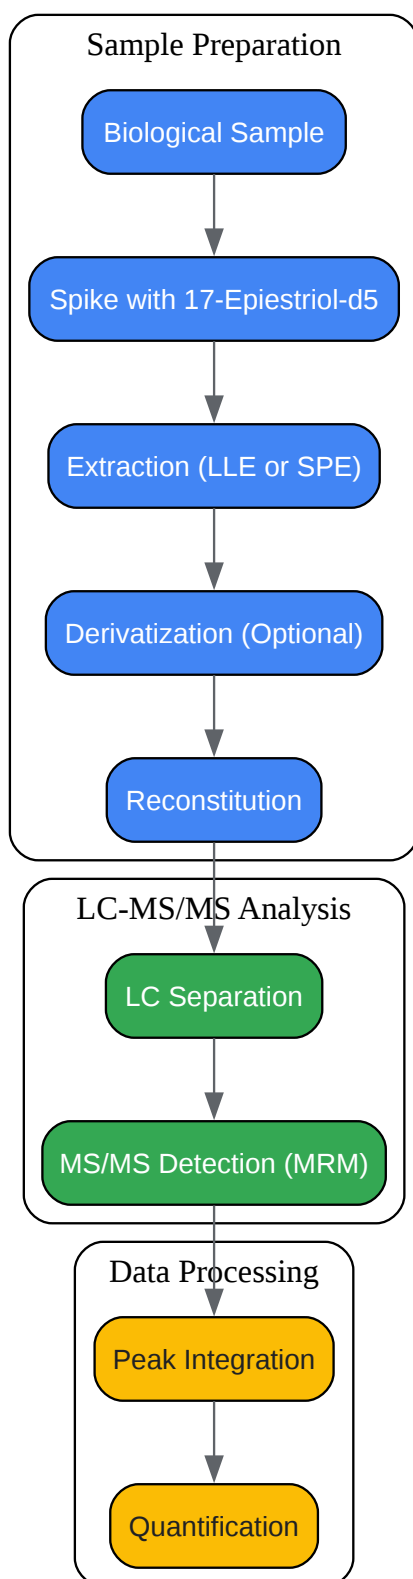 Sample Preparation
Biological Sample
Spike with 17-Epiestriol-d5
Extraction (LLE or SPE)
Derivatization (Optional)
Reconstitution
LC-MS/MS Analysis
LC Separation
MS/MS Detection (MRM)
Data Processing
Peak Integration
Quantification